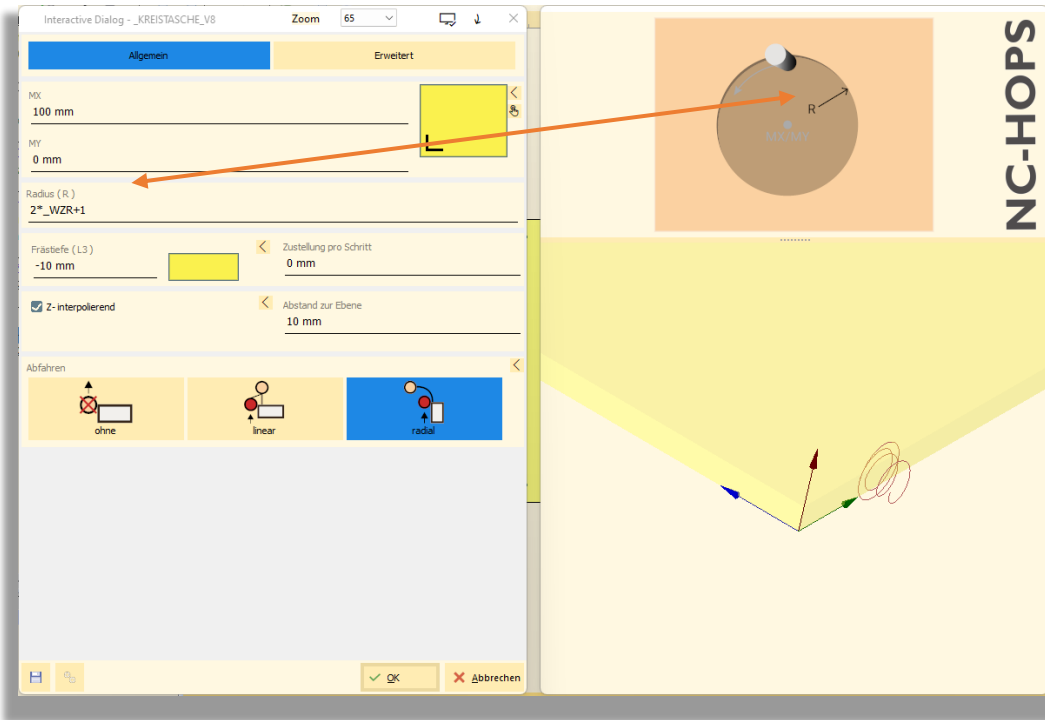 Interactive Dialog - _KREISTASCHE_V8
Zoom
65
Allgemein
Erweitert
MX
100 mm
MY
0 mm
Radius ( R )
2*_WZR+1
Frästiefe ( L3 )
-10 mm
Zustellung pro Schritt
0 mm
Z- interpolierend
Abstand zur Ebene
10 mm
Abfahren
ohne
linear
radial
OK
Abbrechen
R
MX/MY
NC-HOPS